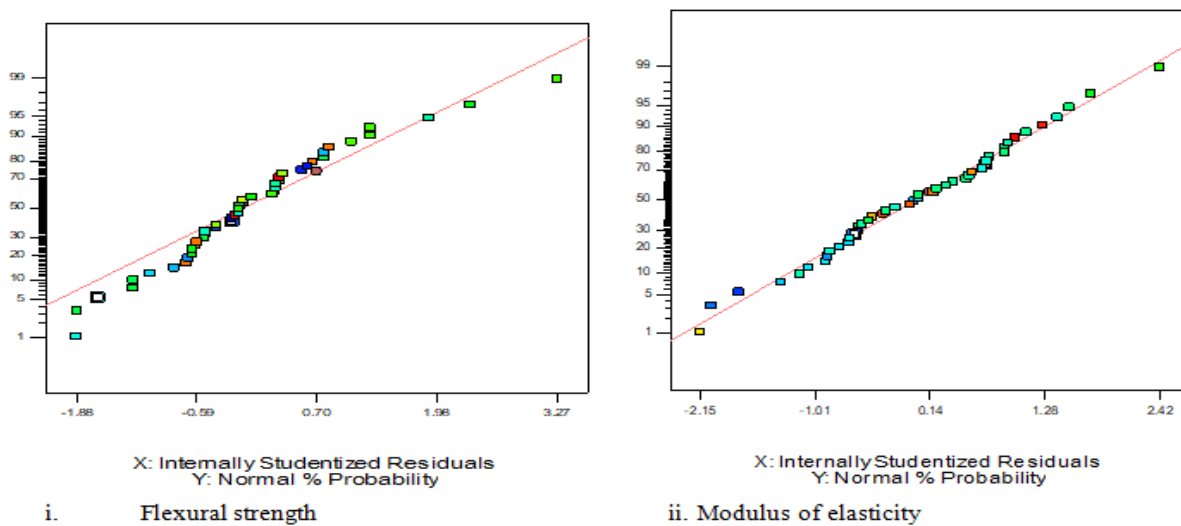 99
95
90
80
70
50
30
20
10
5
1
-1.88 -0.59 0.70 1.98 3.27
X: Internally Studentized Residuals
Y: Normal % Probability
i. Flexural strength
99
95
90
80
70
50
30
20
10
5
1
-2.15 -1.01 0.14 1.28 2.42
X: Internally Studentized Residuals
Y: Normal % Probability
ii. Modulus of elasticity